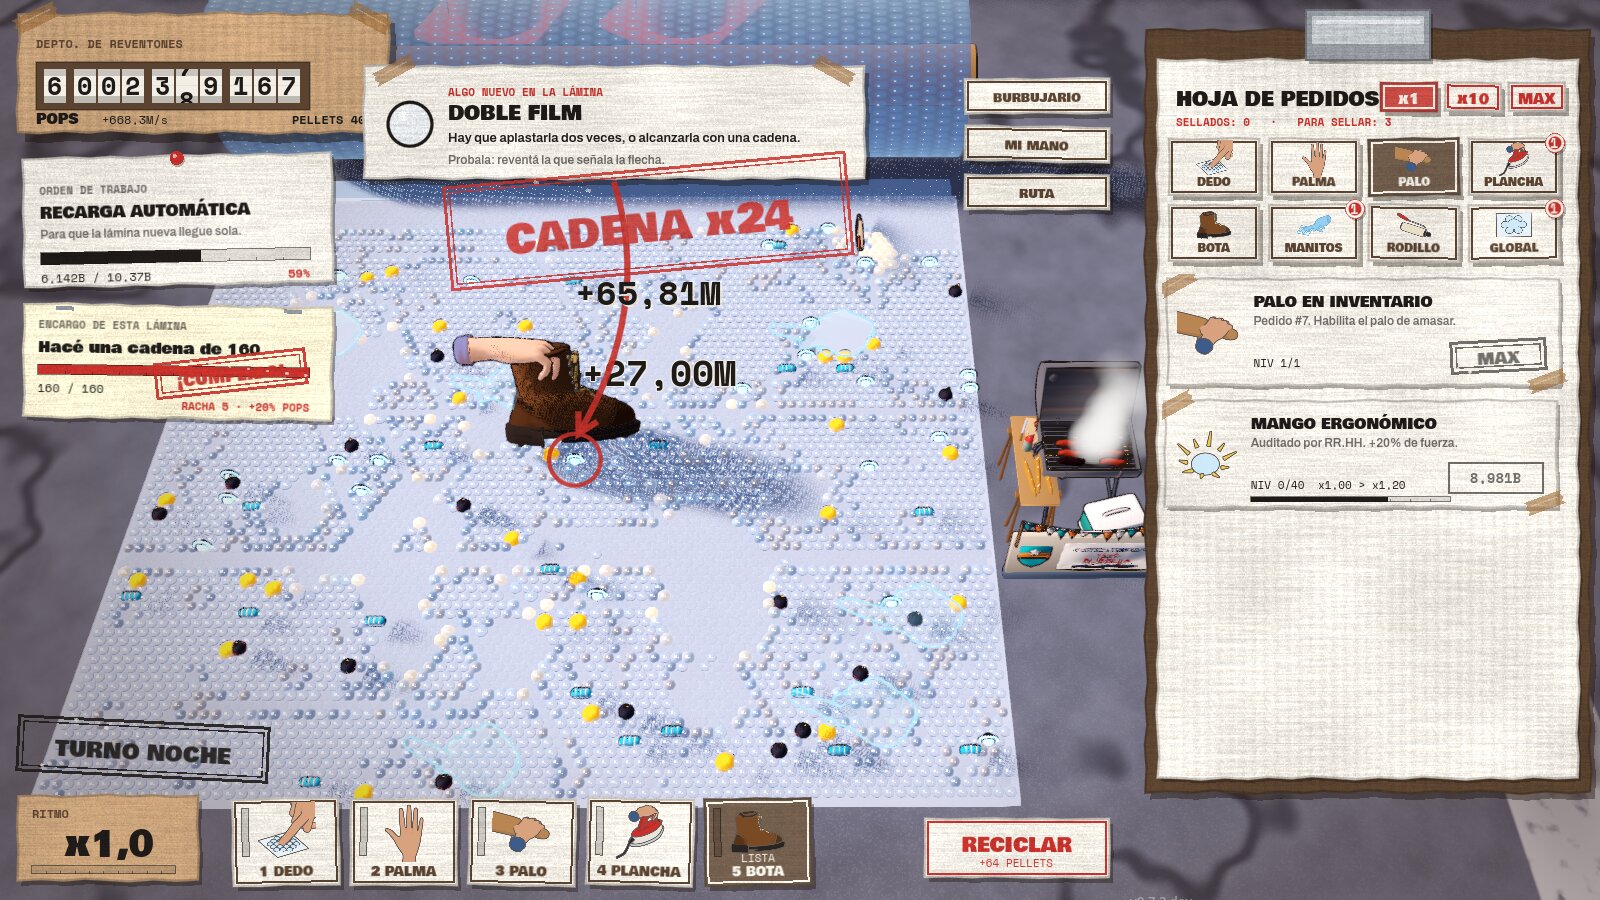 DEPTO. DE REVENTONES
POPS +668,3M/s PELLETS
ORDEN DE TRABAJO
RECARGA AUTOMÁTICA
Para que la lámina nueva llegue sola.
6,142B / 10,37B 59%
ENCARGO DE ESTA LÁMINA
Hacé una cadena de 160
160 / 160
RACHA 5 · +20% POPS
ALGO NUEVO EN LA LÁMINA
DOBLE FILM
Hay que aplastarla dos veces, o alcanzarla con una cadena.
Probala: reventá la que señala la flecha.
CADENA x24
+65,81M
+27,00M
BURBUJARIO
MI MANO
RUTA
HOJA DE PEDIDOS x1 x10 MAX
SELLADOS: 0 · PARA SELLAR: 3
DEDO PALMA PALO PLANCHA 1
BOTA MANITOS 1 RODILLO GLOBAL 1
PALO EN INVENTARIO
Pedido #7. Habilita el palo de amasar.
NIV 1/1 MAX
MANGO ERGONÓMICO
Auditado por RR.HH. +20% de fuerza.
NIV 0/40 x1,00 > x1,20 8,981B
TURNO NOCHE
RITMO
x1,0
1 DEDO 2 PALMA 3 PALO 4 PLANCHA LISTA 5 BOTA
RECICLAR
+64 PELLETS